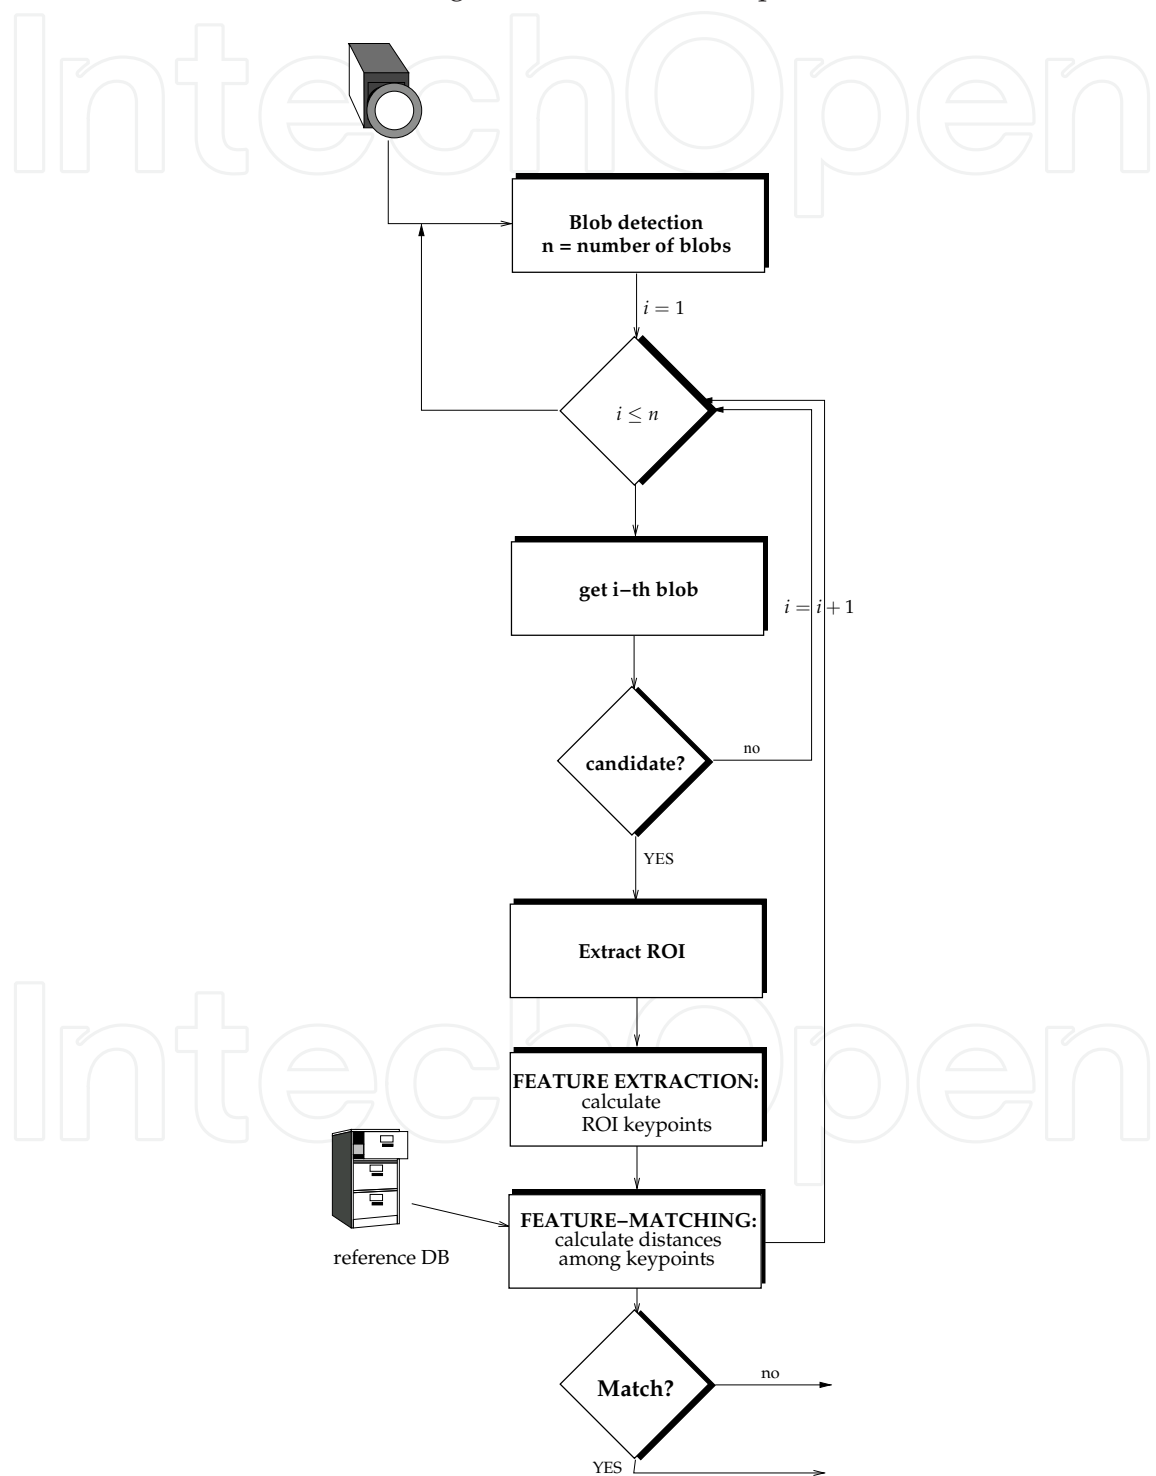 IntechOpen
Blob detection
n = number of blobs
i = 1
i ≤ n
get i−th blob
i = i + 1
candidate?
no
YES
Extract ROI
IntechOpen
FEATURE EXTRACTION:
calculate
ROI keypoints
FEATURE−MATCHING:
calculate distances
among keypoints
reference DB
Match?
no
YES